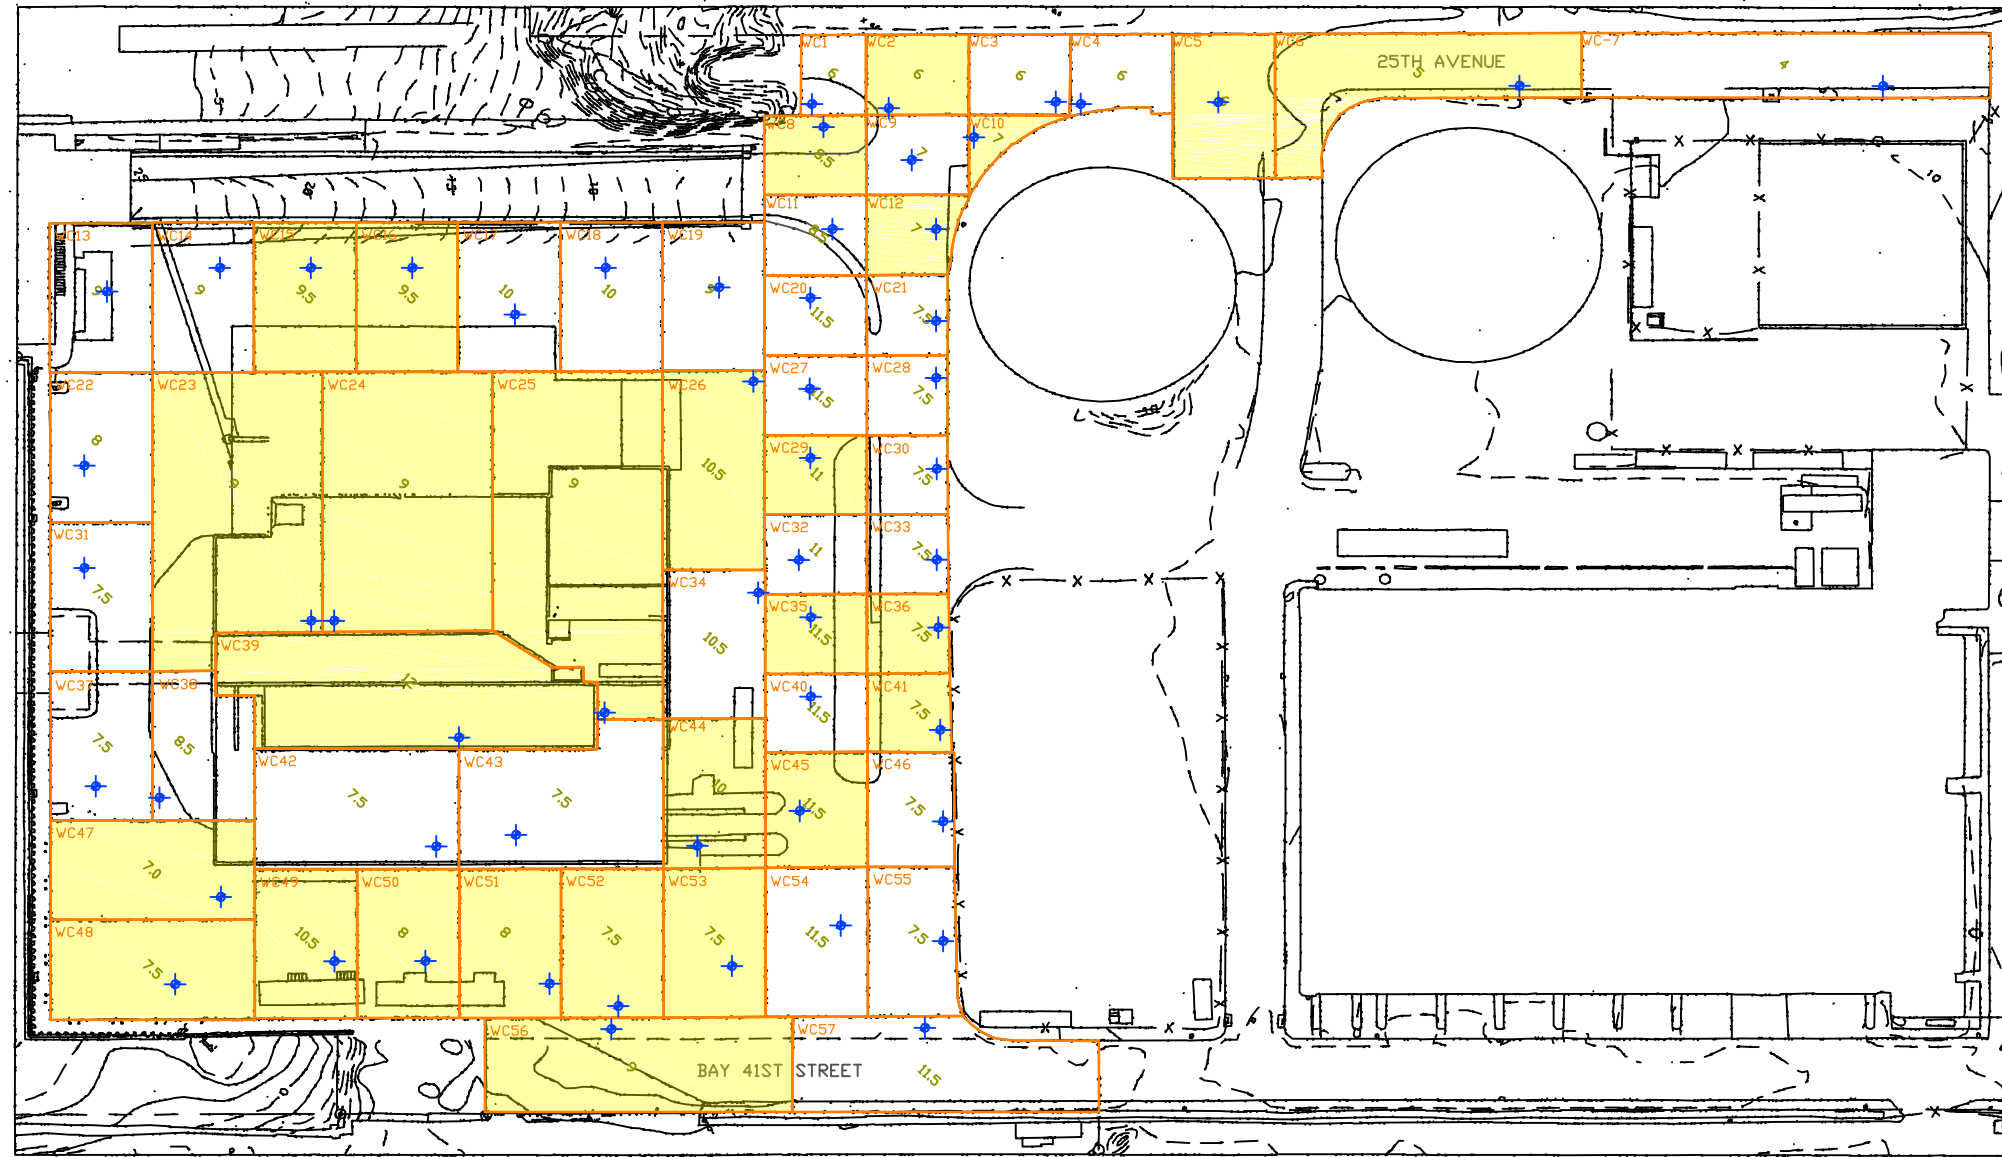 WC1
WC2
WC3
WC4
WC5
WC6
25TH AVENUE
WC-7
6
6
6
6
5
4
WC8
WC9
WC10
8.5
7
7
WC11
WC12
8.5
7
WC13
WC14
WC15
WC16
WC17
WC18
WC19
9
9
9.5
9.5
10
10
9
WC20
WC21
11.5
7.5
WC22
WC23
WC24
WC25
WC26
WC27
WC28
11.5
7.5
8
9
9
9
10.5
WC29
WC30
11
7.5
WC31
WC32
WC33
7.5
11
7.5
WC34
WC35
WC36
10.5
11.5
7.5
WC37
WC38
WC39
WC40
WC41
7.5
8.5
12
11.5
7.5
WC42
WC43
WC44
WC45
WC46
7.5
7.5
10
11.5
7.5
WC47
7.0
WC48
WC49
WC50
WC51
WC52
WC53
WC54
WC55
7.5
10.5
8
8
7.5
7.5
11.5
7.5
WC56
WC57
9
BAY 41ST STREET
11.5
10